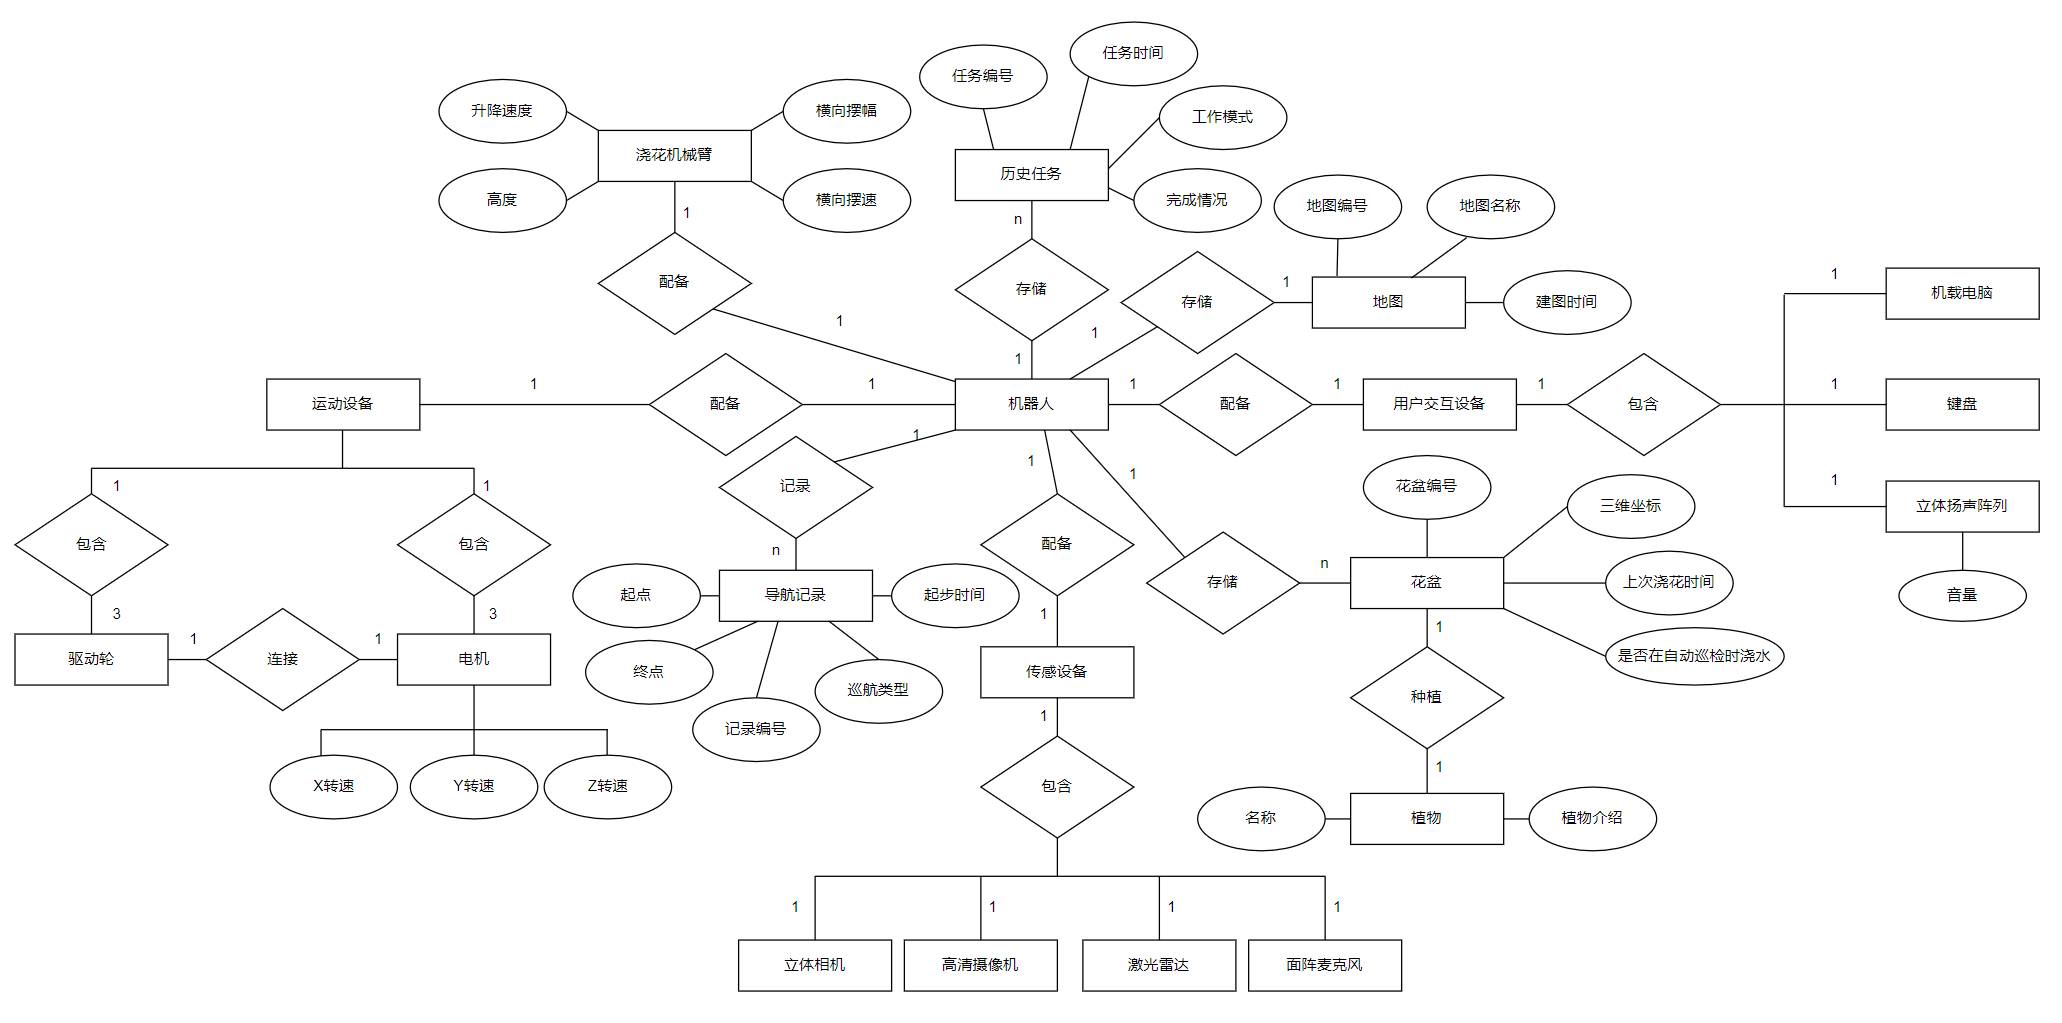 任务时间
任务编号
升降速度
横向摆幅
工作模式
浇花机械臂
历史任务
高度
横向摆速
完成情况
地图编号
地图名称
1
n
配备
存储
存储
1
地图
建图时间
1
机载电脑
1
1
1
运动设备
1
配备
1
机器人
1
配备
1
用户交互设备
1
包含
1
键盘
1
1
1
记录
1
1
花盆编号
三维坐标
1
立体扬声阵列
包含
包含
n
配备
存储
n
花盆
上次浇花时间
起点
导航记录
起步时间
音量
3
3
1
1
驱动轮
1
连接
1
电机
终点
巡航类型
传感设备
是否在自动巡检时浇水
记录编号
1
种植
X转速
Y转速
Z转速
包含
1
名称
植物
植物介绍
1
1
1
1
立体相机
高清摄像机
激光雷达
面阵麦克风